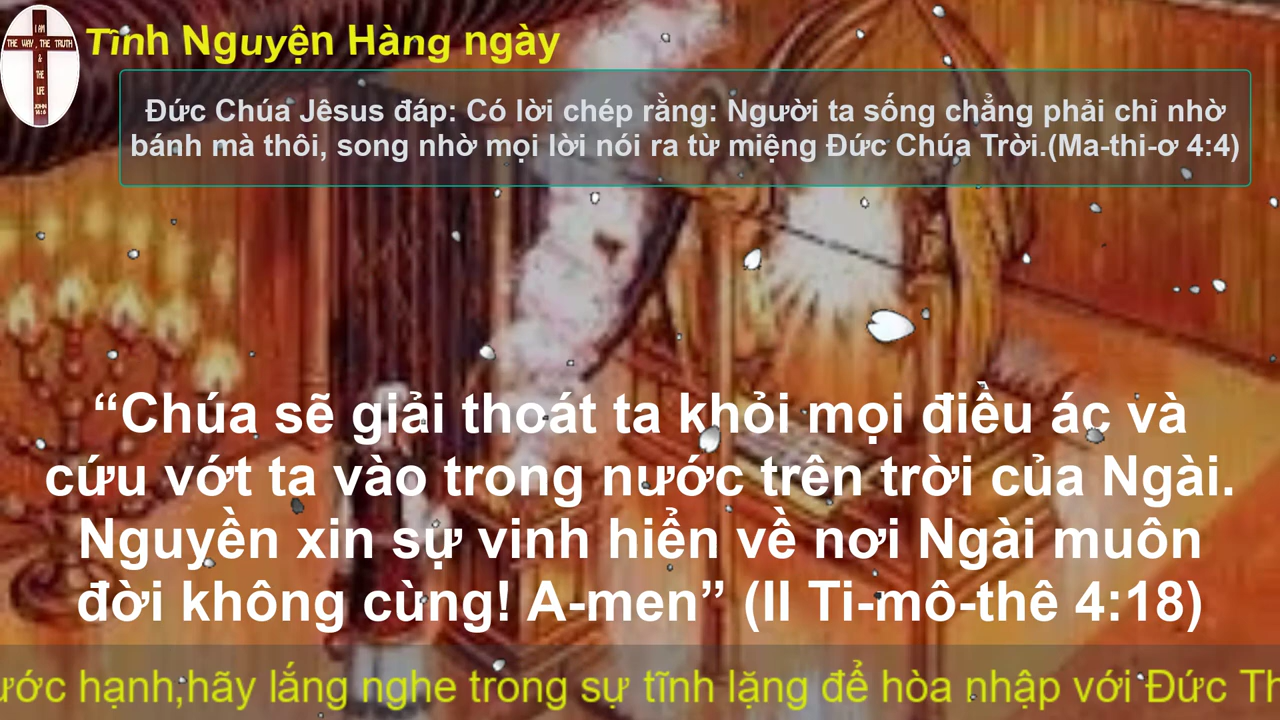 I AM
THE WAY, THE TRUTH
&
THE
LIFE
JOHN
14:6
Tĩnh Nguyện Hàng ngày
Đức Chúa Jêsus đáp: Có lời chép rằng: Người ta sống chẳng phải chỉ nhờ
bánh mà thôi, song nhờ mọi lời nói ra từ miệng Đức Chúa Trời.(Ma-thi-ơ 4:4)
“Chúa sẽ giải thoát ta khỏi mọi điều ác và
cứu vớt ta vào trong nước trên trời của Ngài.
Nguyền xin sự vinh hiển về nơi Ngài muôn
đời không cùng! A-men” (II Ti-mô-thê 4:18)
ước hạnh;hãy lắng nghe trong sự tĩnh lặng để hòa nhập với Đức Th